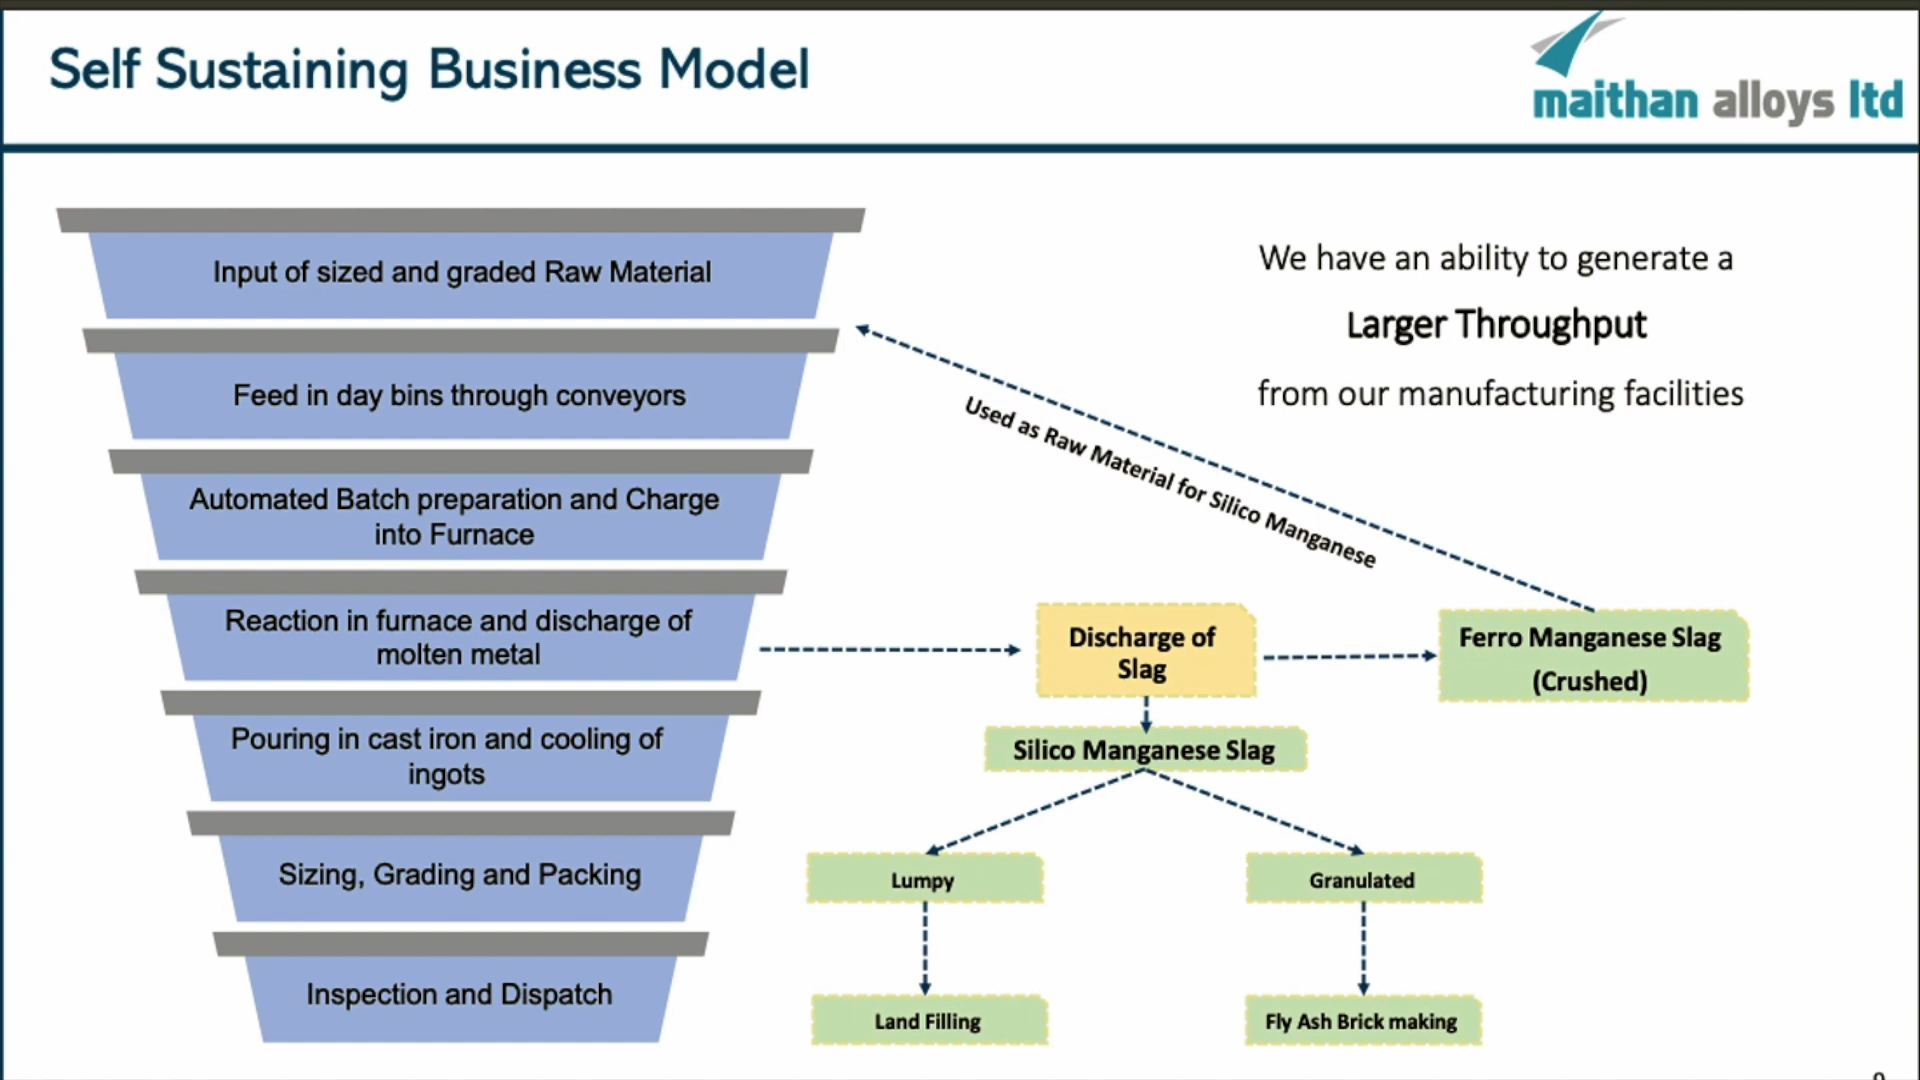 Self Sustaining Business Model
maithan alloys ltd
Input of sized and graded Raw Material
Feed in day bins through conveyors
Automated Batch preparation and Charge
into Furnace
Reaction in furnace and discharge of
molten metal
Pouring in cast iron and cooling of
ingots
Sizing, Grading and Packing
Inspection and Dispatch
We have an ability to generate a
Larger Throughput
from our manufacturing facilities
Used as Raw Material for Silico Manganese
Discharge of
Slag
Ferro Manganese Slag
(Crushed)
Silico Manganese Slag
Lumpy
Granulated
Land Filling
Fly Ash Brick making